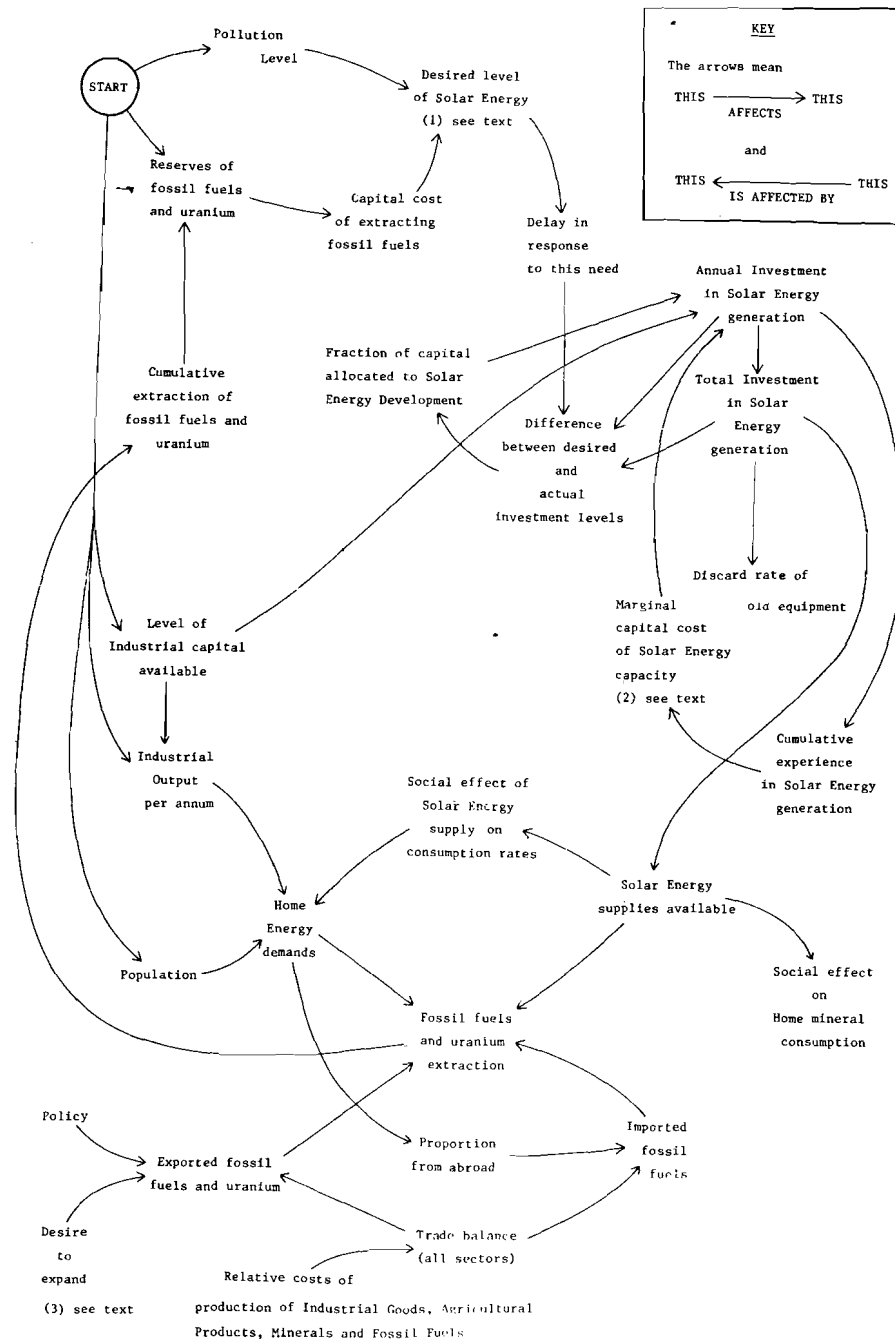 Pollution
Level
START
Desired level
of Solar Energy
(1) see text
KEY
The arrows mean
THIS THIS
AFFECTS
and
THIS THIS
IS AFFECTED BY
Reserves of
fossil fuels
and uranium
Capital cost
of extracting
fossil fuels
Delay in
response
to this need
Annual Investment
in Solar Energy
generation
Cumulative
extraction of
fossil fuels and
uranium
Fraction of capital
allocated to Solar
Energy Development
Total Investment
in Solar
Energy
generation
Difference
between desired
and
actual
investment levels
Discard rate of
old equipment
Marginal
capital cost
of Solar Energy
capacity
(2) see text
Level of
Industrial capital
available
Industrial
Output
per annum
Cumulative
experience
in Solar Energy
generation
Social effect of
Solar Energy
supply on
consumption rates
Solar Energy
supplies available
Home
Energy
demands
Population
Social effect
on
Home mineral
consumption
Fossil fuels
and uranium
extraction
Policy
Exported fossil
fuels and uranium
Proportion
from abroad
Imported
fossil
fuels
Desire
to
expand
(3) see text
Trade balance
(all sectors)
Relative costs of
production of Industrial Goods, Agricultural
Products, Minerals and Fossil Fuels